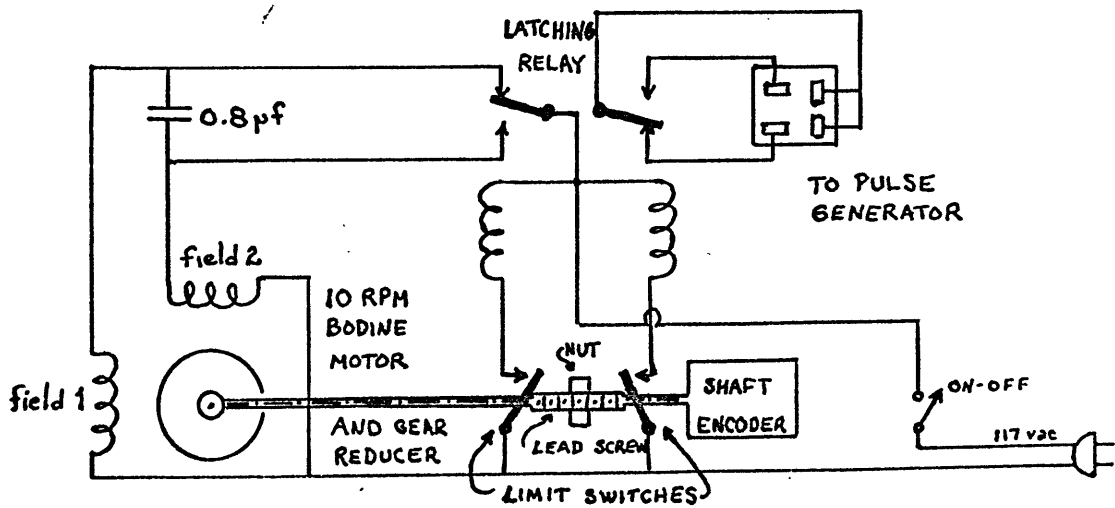 LATCHING
RELAY
0.8µf
TO PULSE
GENERATOR
field 2
10 RPM
BODINE
MOTOR
NUT
field 1
SHAFT
ENCODER
ON-OFF
AND GEAR
REDUCER
LEAD SCREW
117 vac
LIMIT SWITCHES